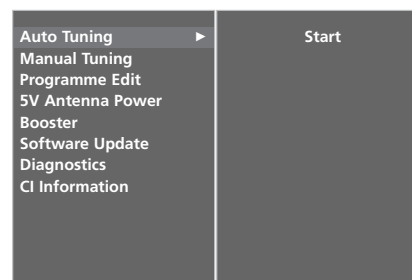 Auto Tuning ► Start
Manual Tuning
Programme Edit
5V Antenna Power
Booster
Software Update
Diagnostics
CI Information